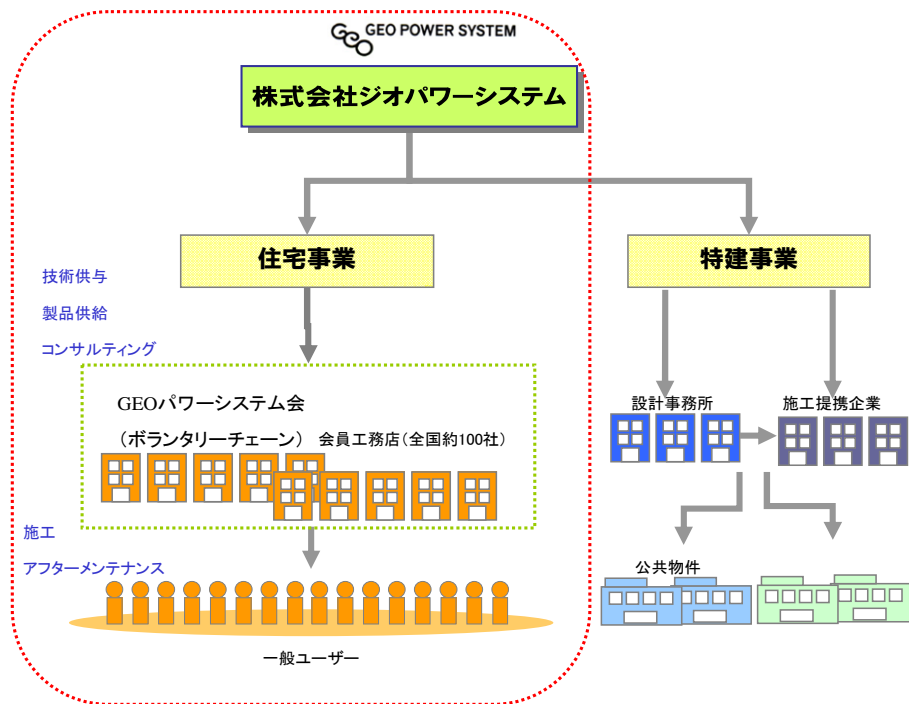 GEO POWER SYSTEM
株式会社ジオパワーシステム
住宅事業
特建事業
技術供与
製品供給
コンサルティング
GEOパワーシステム会
（ボランタリーチェーン） 会員工務店（全国約100社）
設計事務所
施工提携企業
施工
アフターメンテナンス
公共物件
一般ユーザー